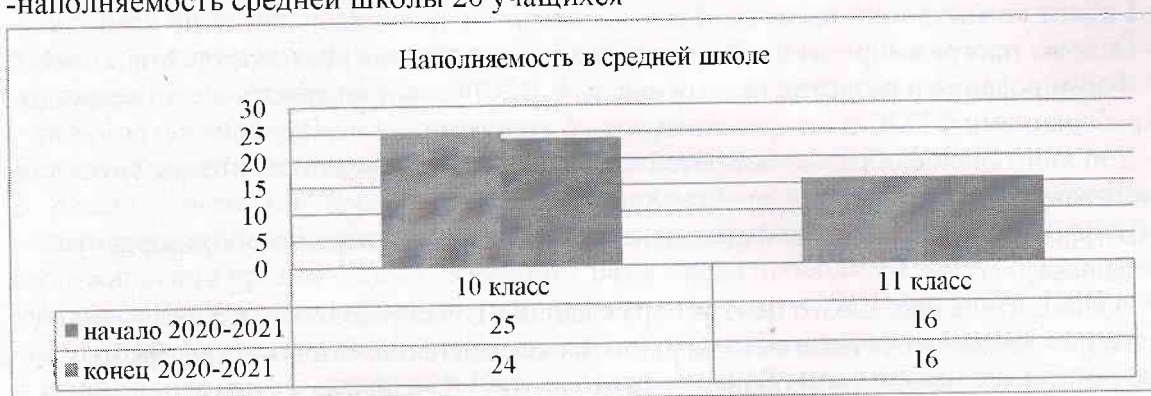 -наполняемость средней школы 20 учащихся
Наполняемость в средней школе
30
25
20
15
10
5
0
10 класс 11 класс
начало 2020-2021 25 16
конец 2020-2021 24 16